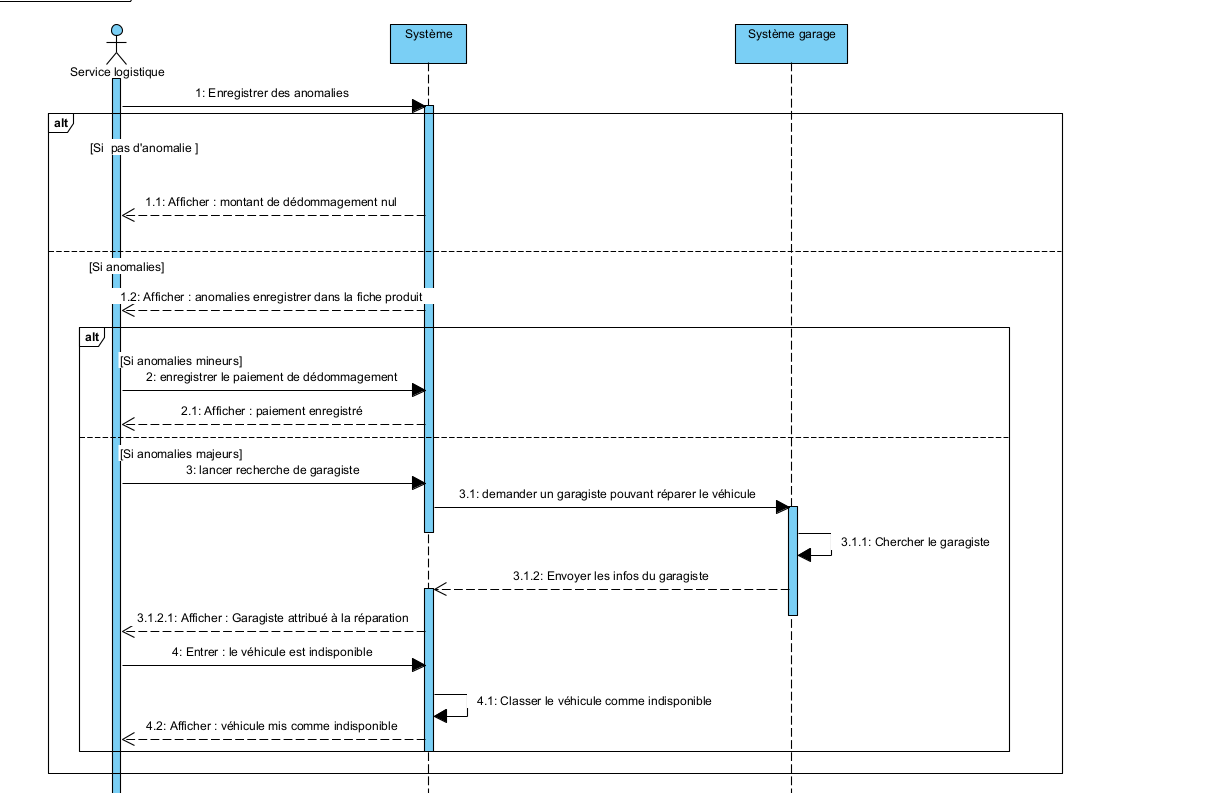 Système
Système garage
Service logistique
1: Enregistrer des anomalies
alt
[Si pas d'anomalie ]
1.1: Afficher : montant de dédommagement nul
[Si anomalies]
1.2: Afficher : anomalies enregistrer dans la fiche produit
alt
[Si anomalies mineurs]
2: enregistrer le paiement de dédommagement
2.1: Afficher : paiement enregistré
[Si anomalies majeurs]
3: lancer recherche de garagiste
3.1: demander un garagiste pouvant réparer le véhicule
3.1.1: Chercher le garagiste
3.1.2: Envoyer les infos du garagiste
3.1.2.1: Afficher : Garagiste attribué à la réparation
4: Entrer : le véhicule est indisponible
4.1: Classer le véhicule comme indisponible
4.2: Afficher : véhicule mis comme indisponible